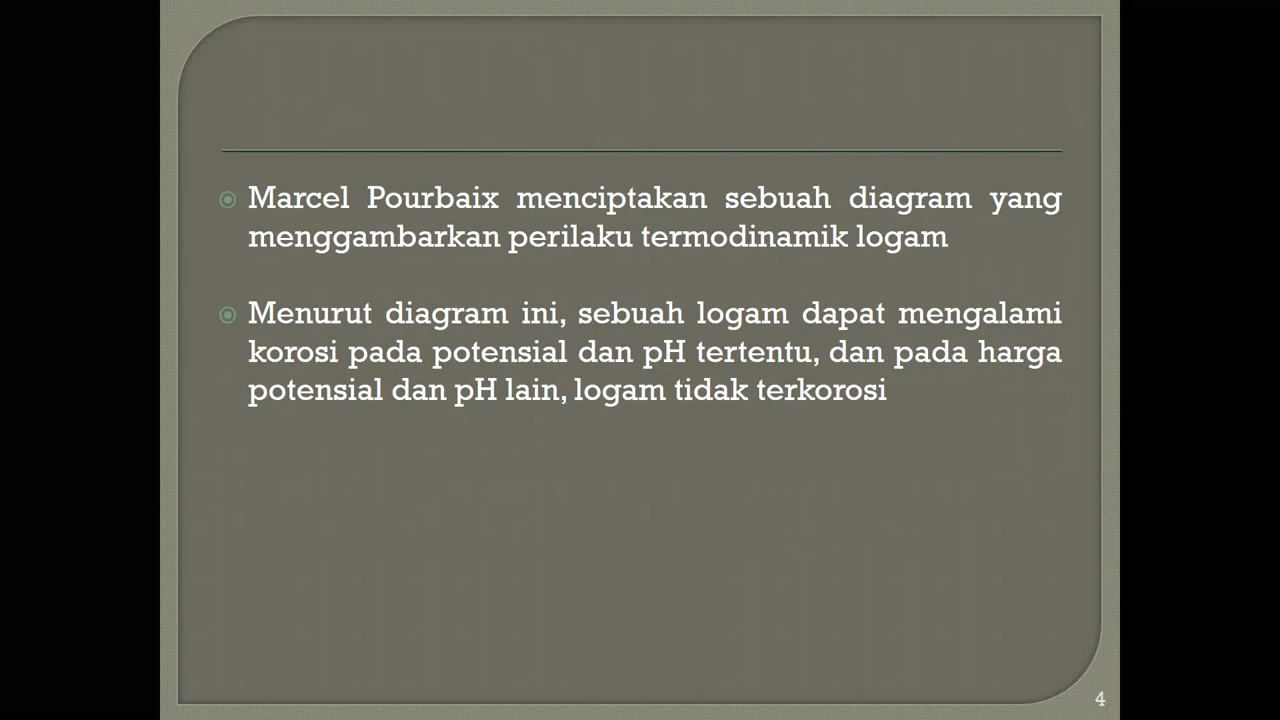 Marcel Pourbaix menciptakan sebuah diagram yang
menggambarkan perilaku termodinamik logam
Menurut diagram ini, sebuah logam dapat mengalami
korosi pada potensial dan pH tertentu, dan pada harga
potensial dan pH lain, logam tidak terkorosi
4